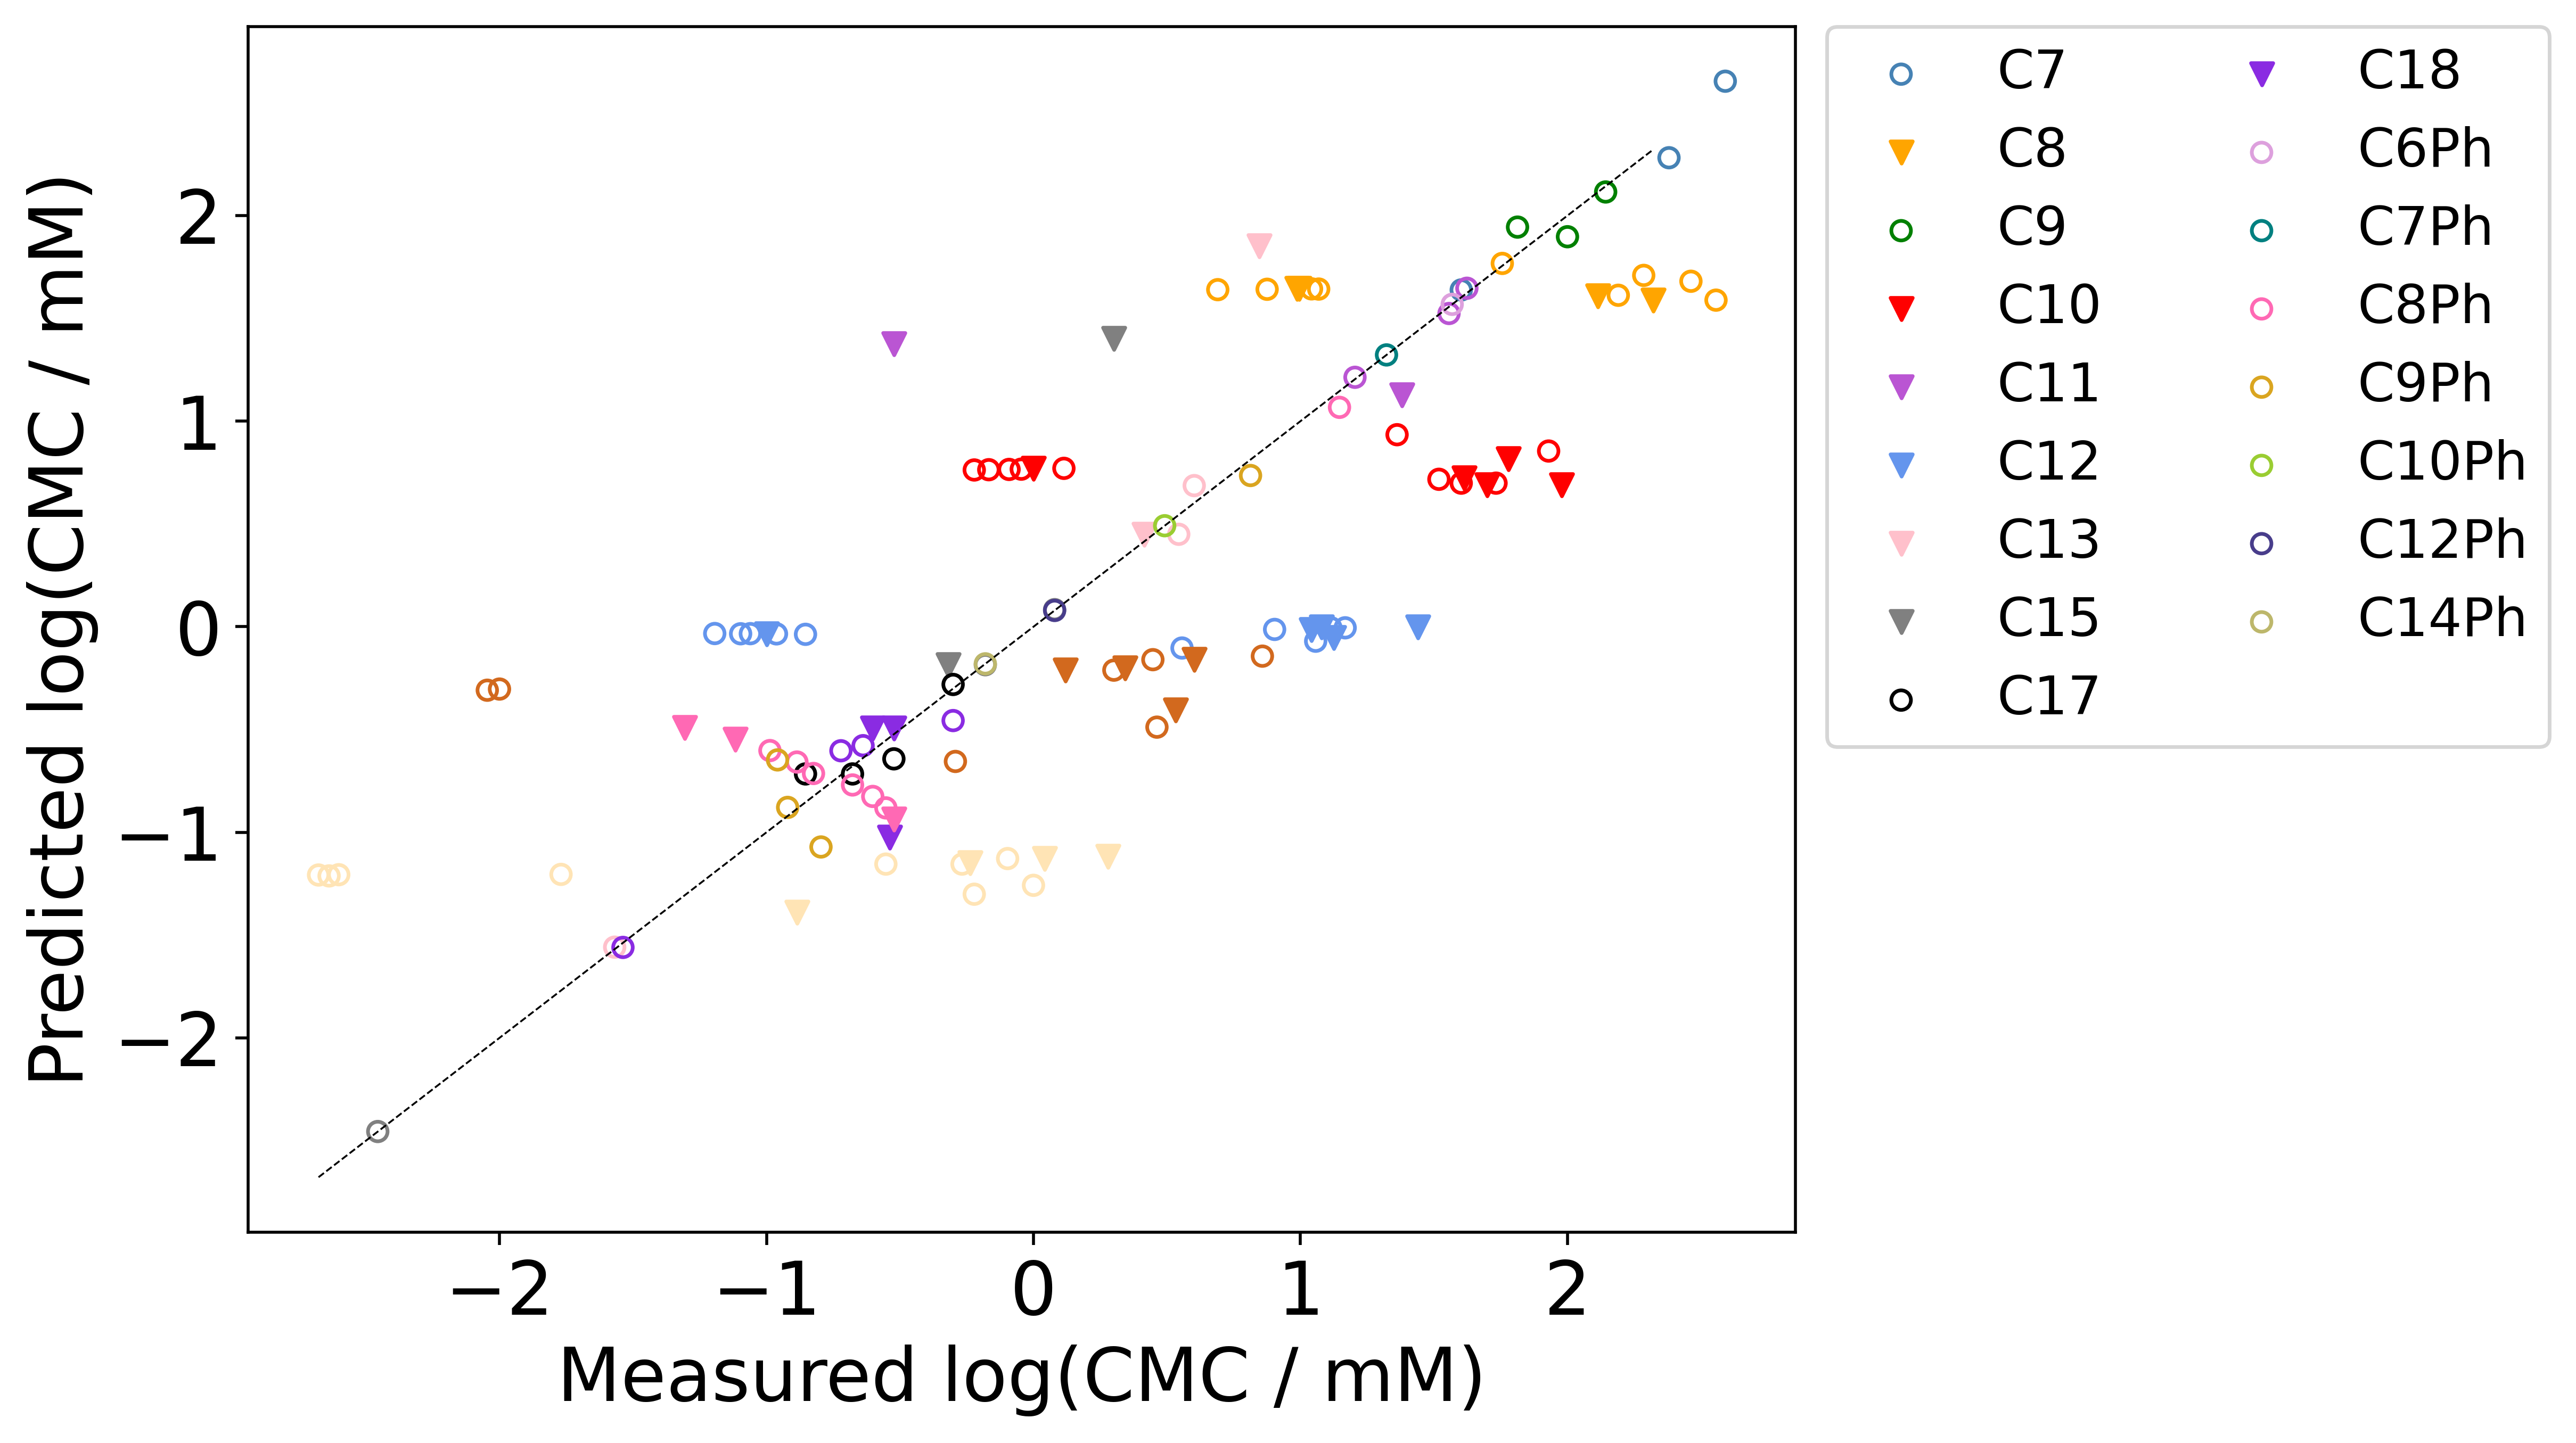 Predicted log(CMC / mM)
2
1
0
−1
−2
−2
−1
0
1
2
Measured log(CMC / mM)
C7
C8
C9
C10
C11
C12
C13
C15
C17
C18
C6Ph
C7Ph
C8Ph
C9Ph
C10Ph
C12Ph
C14Ph